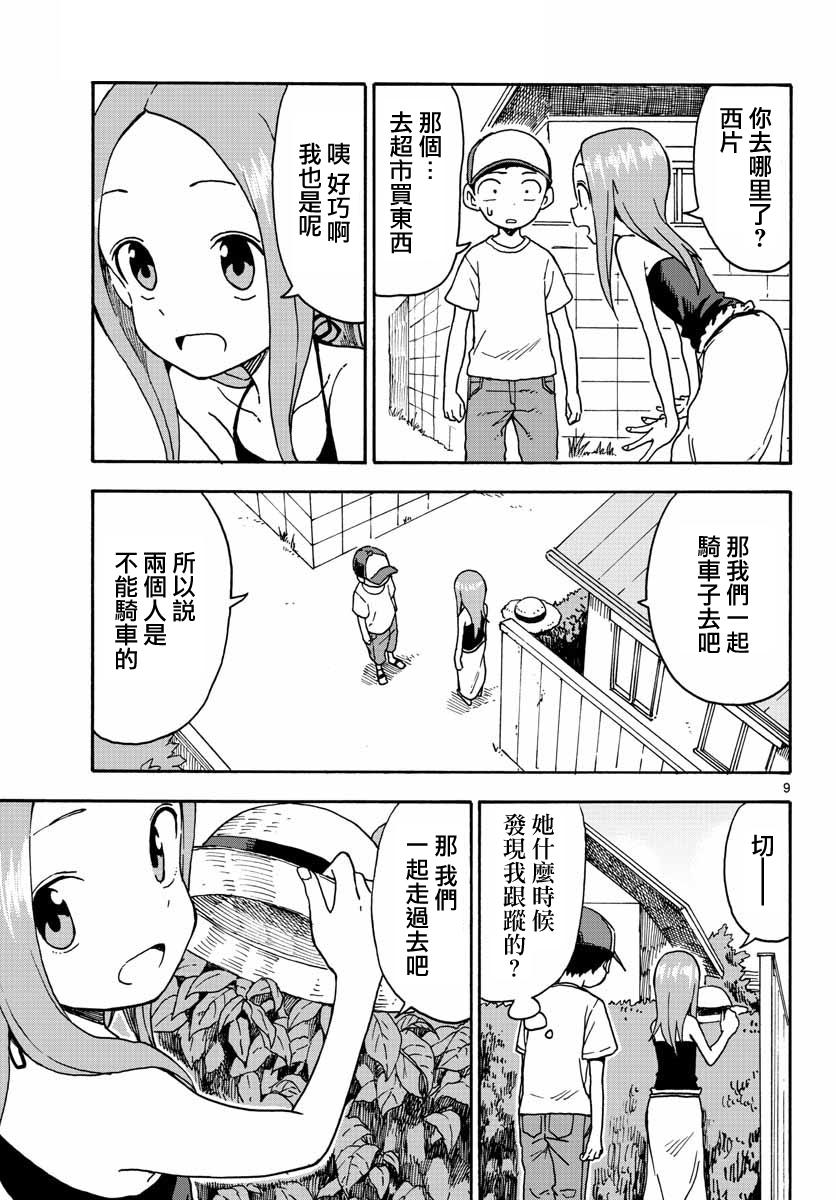 你去哪里了?
西片
那個…
去超市買東西
咦 好巧啊
我也是呢
那我們一起
騎車子去吧
所以説
兩個人是
不能騎車的
9
切——
她什麼時候
發現我跟蹤的?
那 我們
一起走過去吧